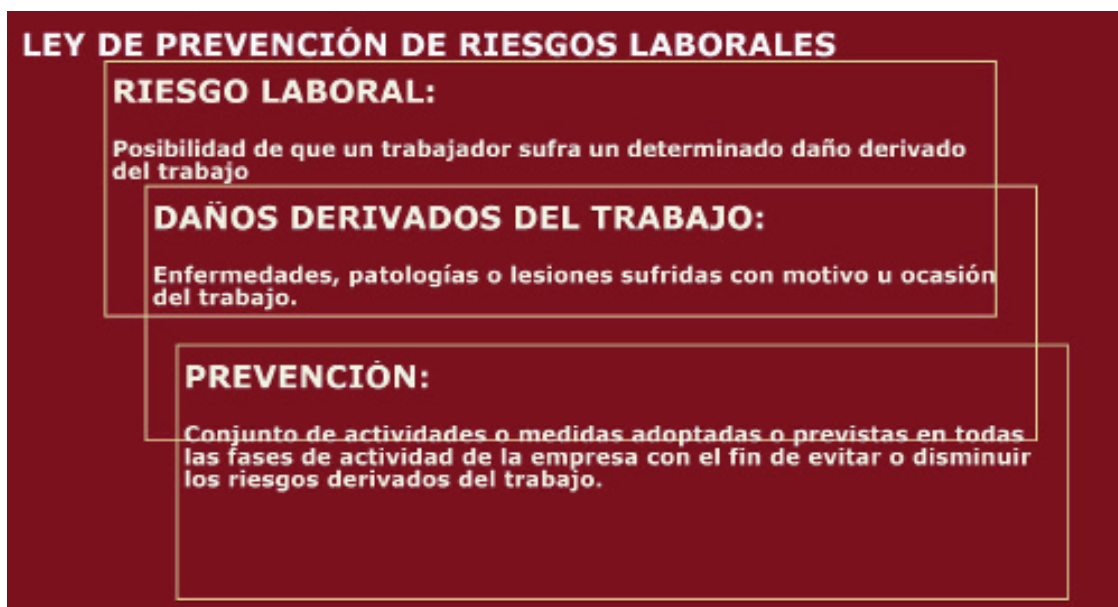 LEY DE PREVENCIÓN DE RIESGOS LABORALES
RIESGO LABORAL:
Posibilidad de que un trabajador sufra un determinado daño derivado
del trabajo
DAÑOS DERIVADOS DEL TRABAJO:
Enfermedades, patologías o lesiones sufridas con motivo u ocasión
del trabajo.
PREVENCIÓN:
Conjunto de actividades o medidas adoptadas o previstas en todas
las fases de actividad de la empresa con el fin de evitar o disminuir
los riesgos derivados del trabajo.